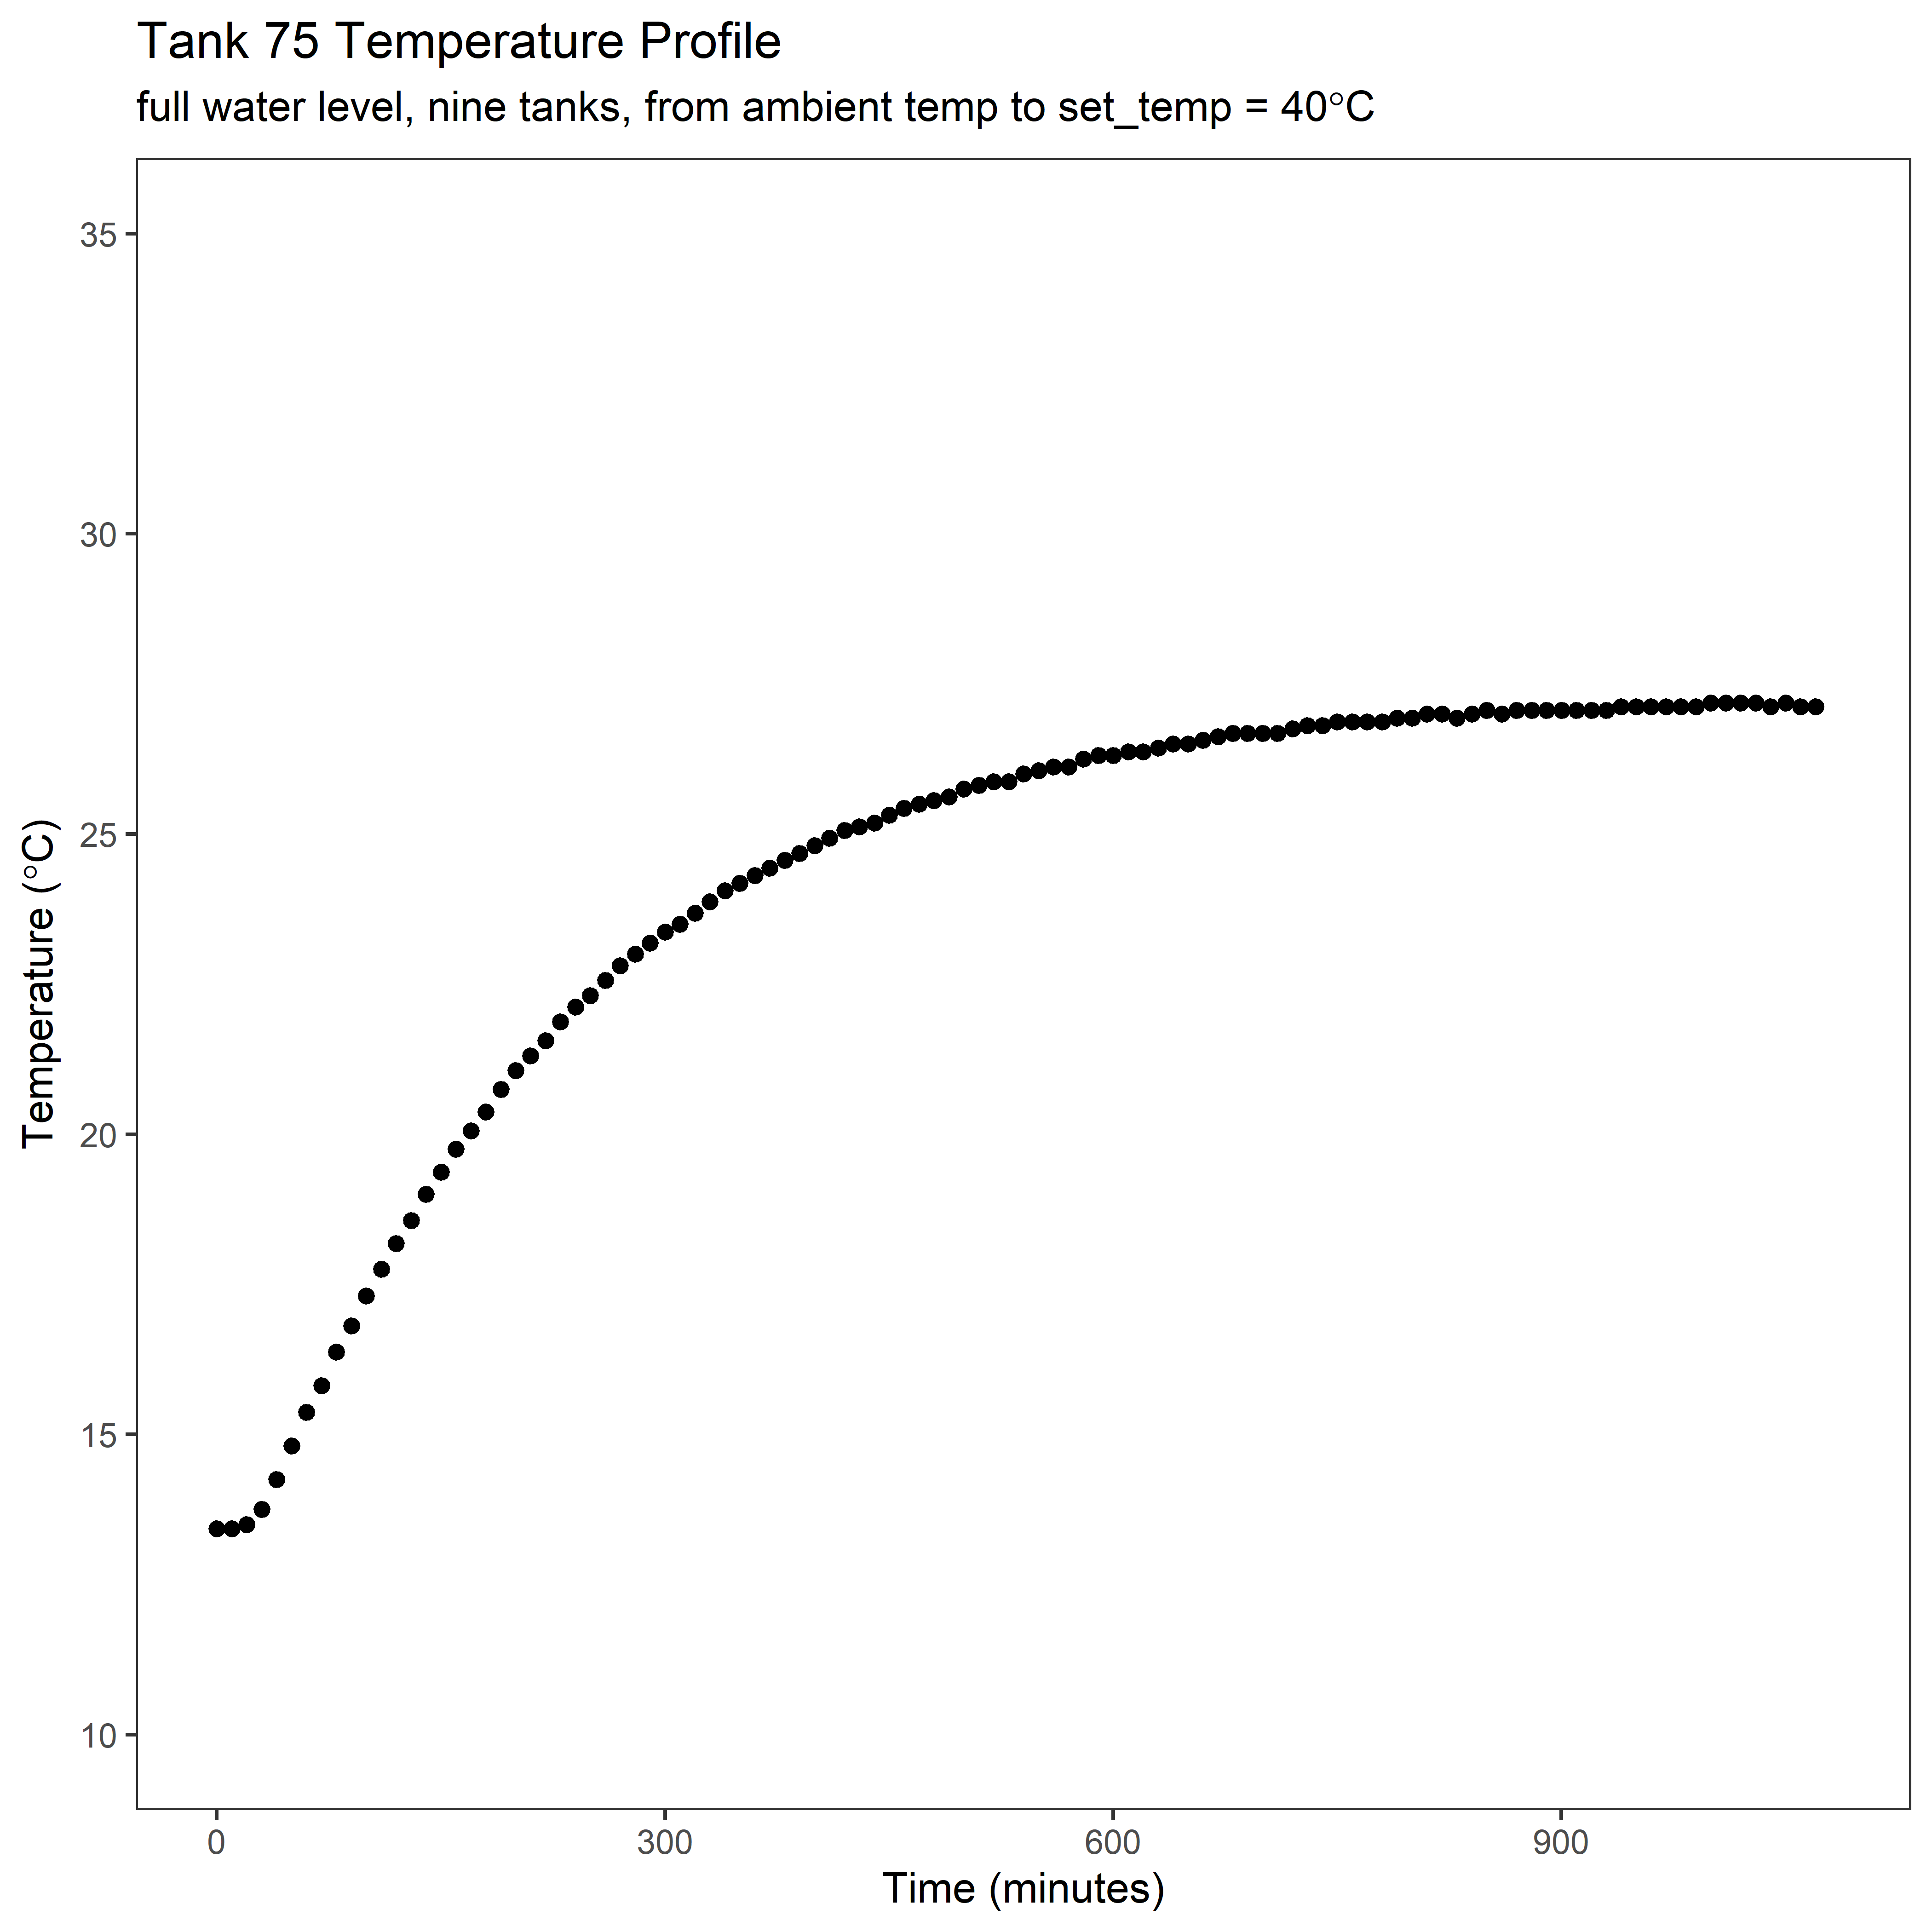 Tank 75 Temperature Profile
full water level, nine tanks, from ambient temp to set_temp = 40°C
35
30
25
20
15
10
Temperature (°C)
0 300 600 900
Time (minutes)